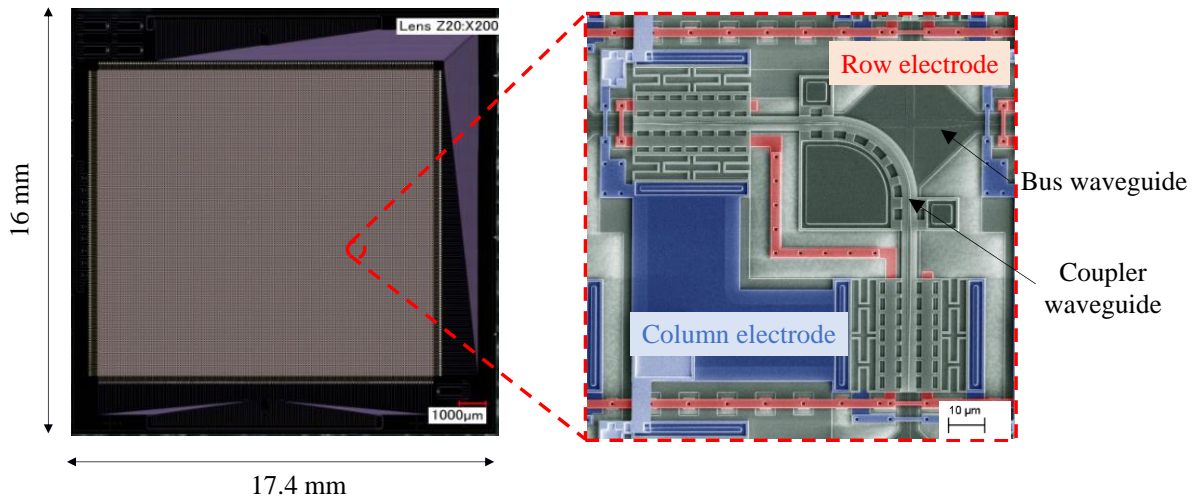 Lens Z20:X200
16 mm
1000μm
17.4 mm
Row electrode
Bus waveguide
Coupler
waveguide
Column electrode
10 μm